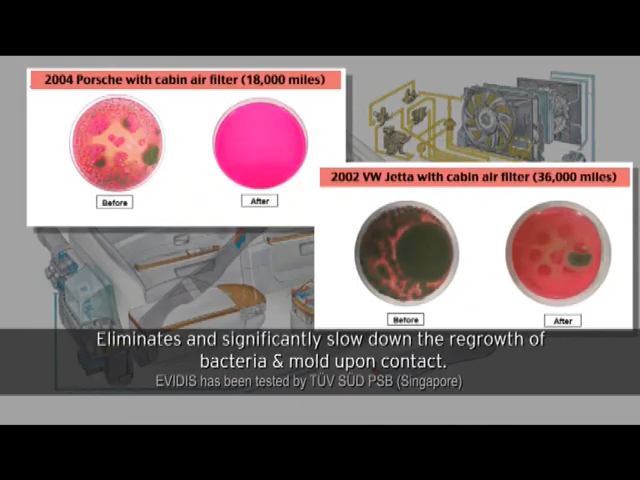 2004 Porsche with cabin air filter (18,000 miles)
Before
After
2002 VW Jetta with cabin air filter (36,000 miles)
Before
After
Eliminates and significantly slow down the regrowth of
bacteria & mold upon contact.
EVIDIS has been tested by TÜV SÜD PSB (Singapore)